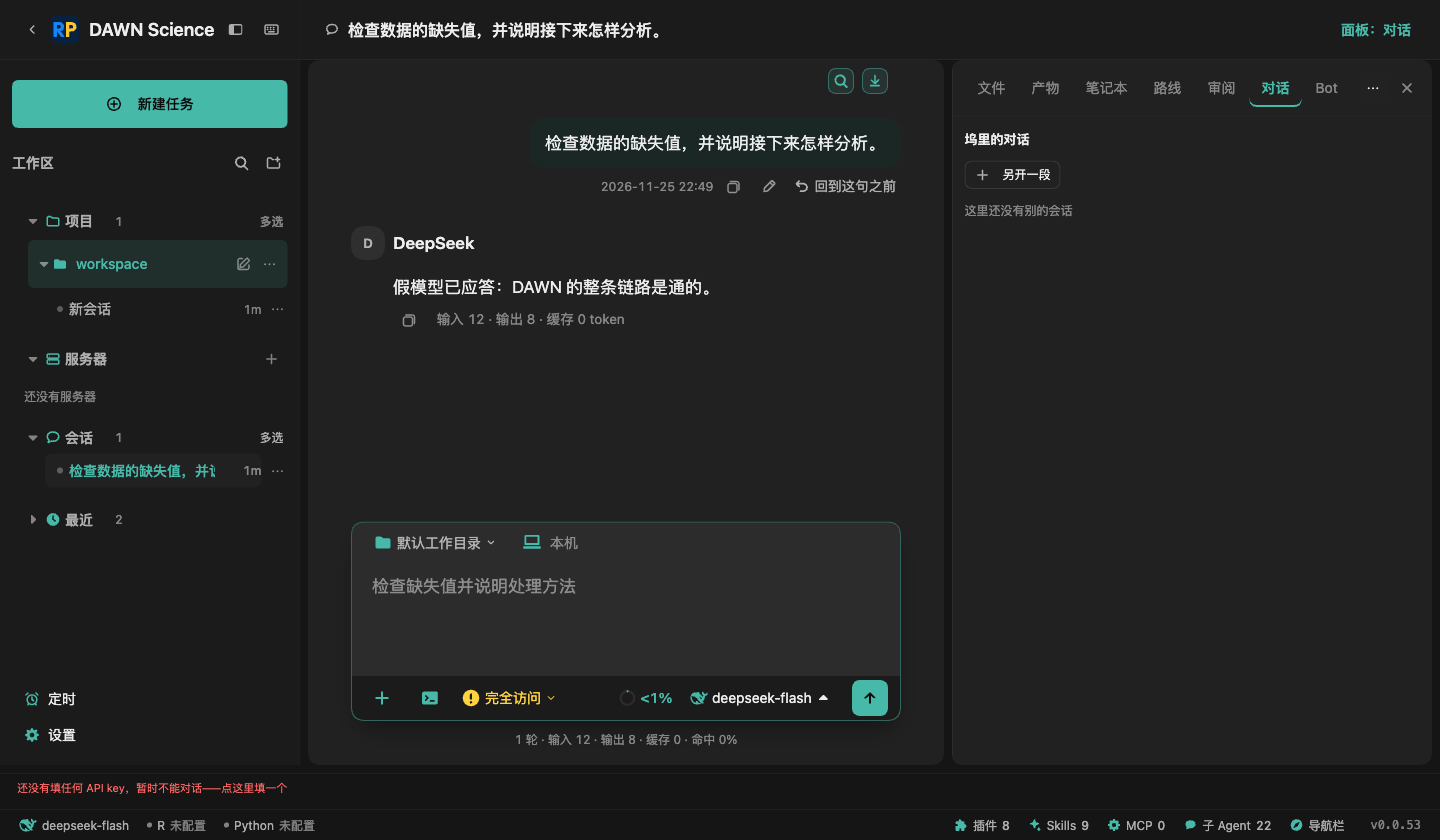 RP DAWN Science
检查数据的缺失值，并说明接下来怎样分析。
面板：对话
新建任务
工作区
项目 1 多选
workspace
新会话 1m
服务器
还没有服务器
会话 1 多选
检查数据的缺失值，并 1m
最近 2
定时
设置
检查数据的缺失值，并说明接下来怎样分析。
2026-11-25 22:49 回到这句之前
D DeepSeek
假模型已应答：DAWN 的整条链路是通的。
输入 12 · 输出 8 · 缓存 0 token
默认工作目录 本机
检查缺失值并说明处理方法
完全访问 <1% deepseek-flash
1 轮 · 输入 12 · 输出 8 · 缓存 0 · 命中 0%
文件 产物 笔记本 路线 审阅 对话 Bot
坞里的对话
另开一段
这里还没有别的会话
还没有填任何 API key，暂时不能对话——点这里填一个
deepseek-flash R 未配置 Python 未配置
插件 8 Skills 9 MCP 0 子 Agent 22 导航栏 v0.0.53